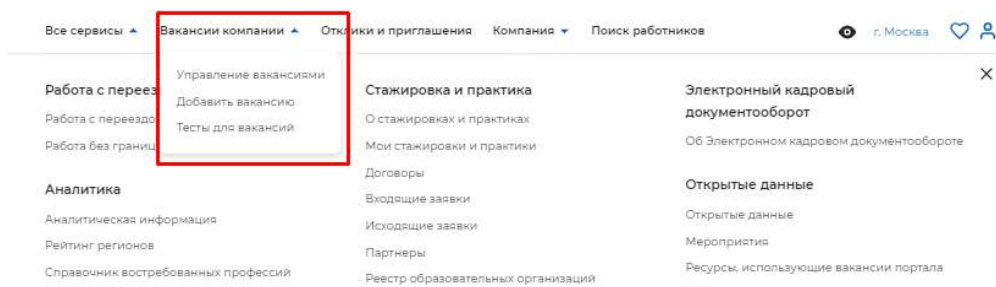 Все сервисы Вакансии компании Отклики и приглашения Компания Поиск работников г. Москва
Управление вакансиями
Добавить вакансию
Тесты для вакансий
Работа с
Работа с
Работа без
Аналитика
Аналитическая информация
Рейтинг регионов
Справочник востребованных профессий
Стажировка и практика
О стажировках и практиках
Мои стажировки и практики
Договоры
Входящие заявки
Исходящие заявки
Партнеры
Реестр образовательных организаций
Электронный кадровый
документооборот
Об Электронном кадровом документообороте
Открытые данные
Открытые данные
Мероприятия
Ресурсы, использующие вакансии портала